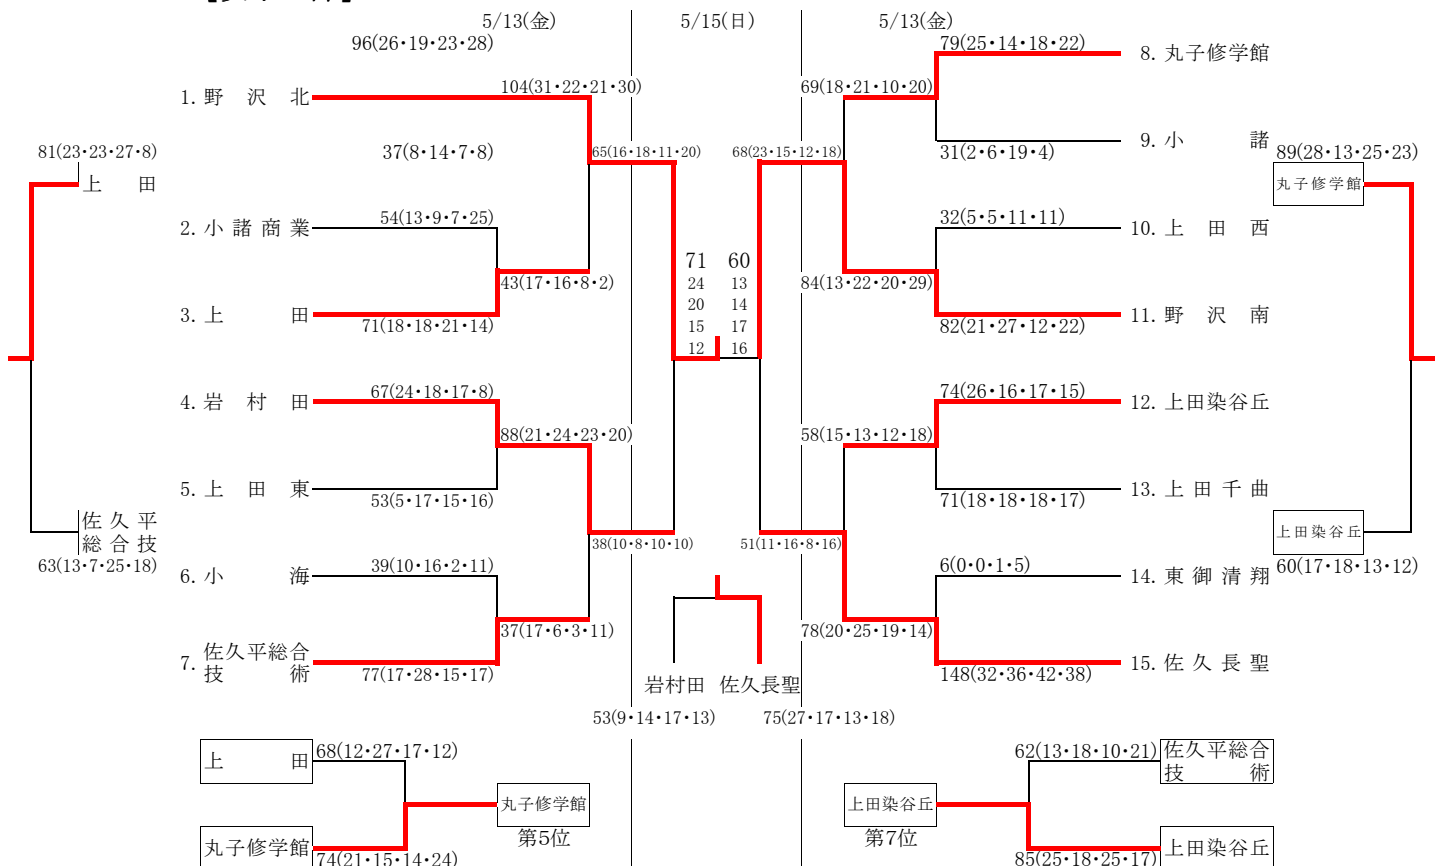 5/13(金) 5/15(日) 5/13(金)
96(26・19・23・28) 79(25・14・18・22)
8. 丸子修学館
104(31・22・21・30) 69(18・21・10・20)
1. 野沢北
9. 小諸
81(23・23・27・8) 37(8・14・7・8) 65(16・18・11・20) 68(23・15・12・18) 31(2・6・19・4) 89(28・13・25・23)
上田 丸子修学館
54(13・9・7・25) 32(5・5・11・11)
2. 小諸商業 10. 上田西
71 60
43(17・16・8・2) 24 13 84(13・22・20・29)
20 14
3. 上田 11. 野沢南
71(18・18・21・14) 15 17 82(21・27・12・22)
12 16
67(24・18・17・8) 74(26・16・17・15)
4. 岩村田 12. 上田染谷丘
88(21・24・23・20) 58(15・13・12・18)
5. 上田東 13. 上田千曲
53(5・17・15・16) 71(18・18・18・17)
佐久平
総合技 上田染谷丘
38(10・8・10・10) 51(11・16・8・16)
63(13・7・25・18) 39(10・16・2・11) 6(0・0・1・5) 60(17・18・13・12)
6. 小海 14. 東御清翔
37(17・6・3・11) 78(20・25・19・14)
7. 佐久平総合
技術
15. 佐久長聖
77(17・28・15・17) 148(32・36・42・38)
岩村田 佐久長聖
53(9・14・17・13) 75(27・17・13・18)
上田 68(12・27・17・12) 62(13・18・10・21) 佐久平総合
技術
丸子修学館 上田染谷丘
第5位 第7位
丸子修学館 74(21・15・14・24) 85(25・18・25・17) 上田染谷丘